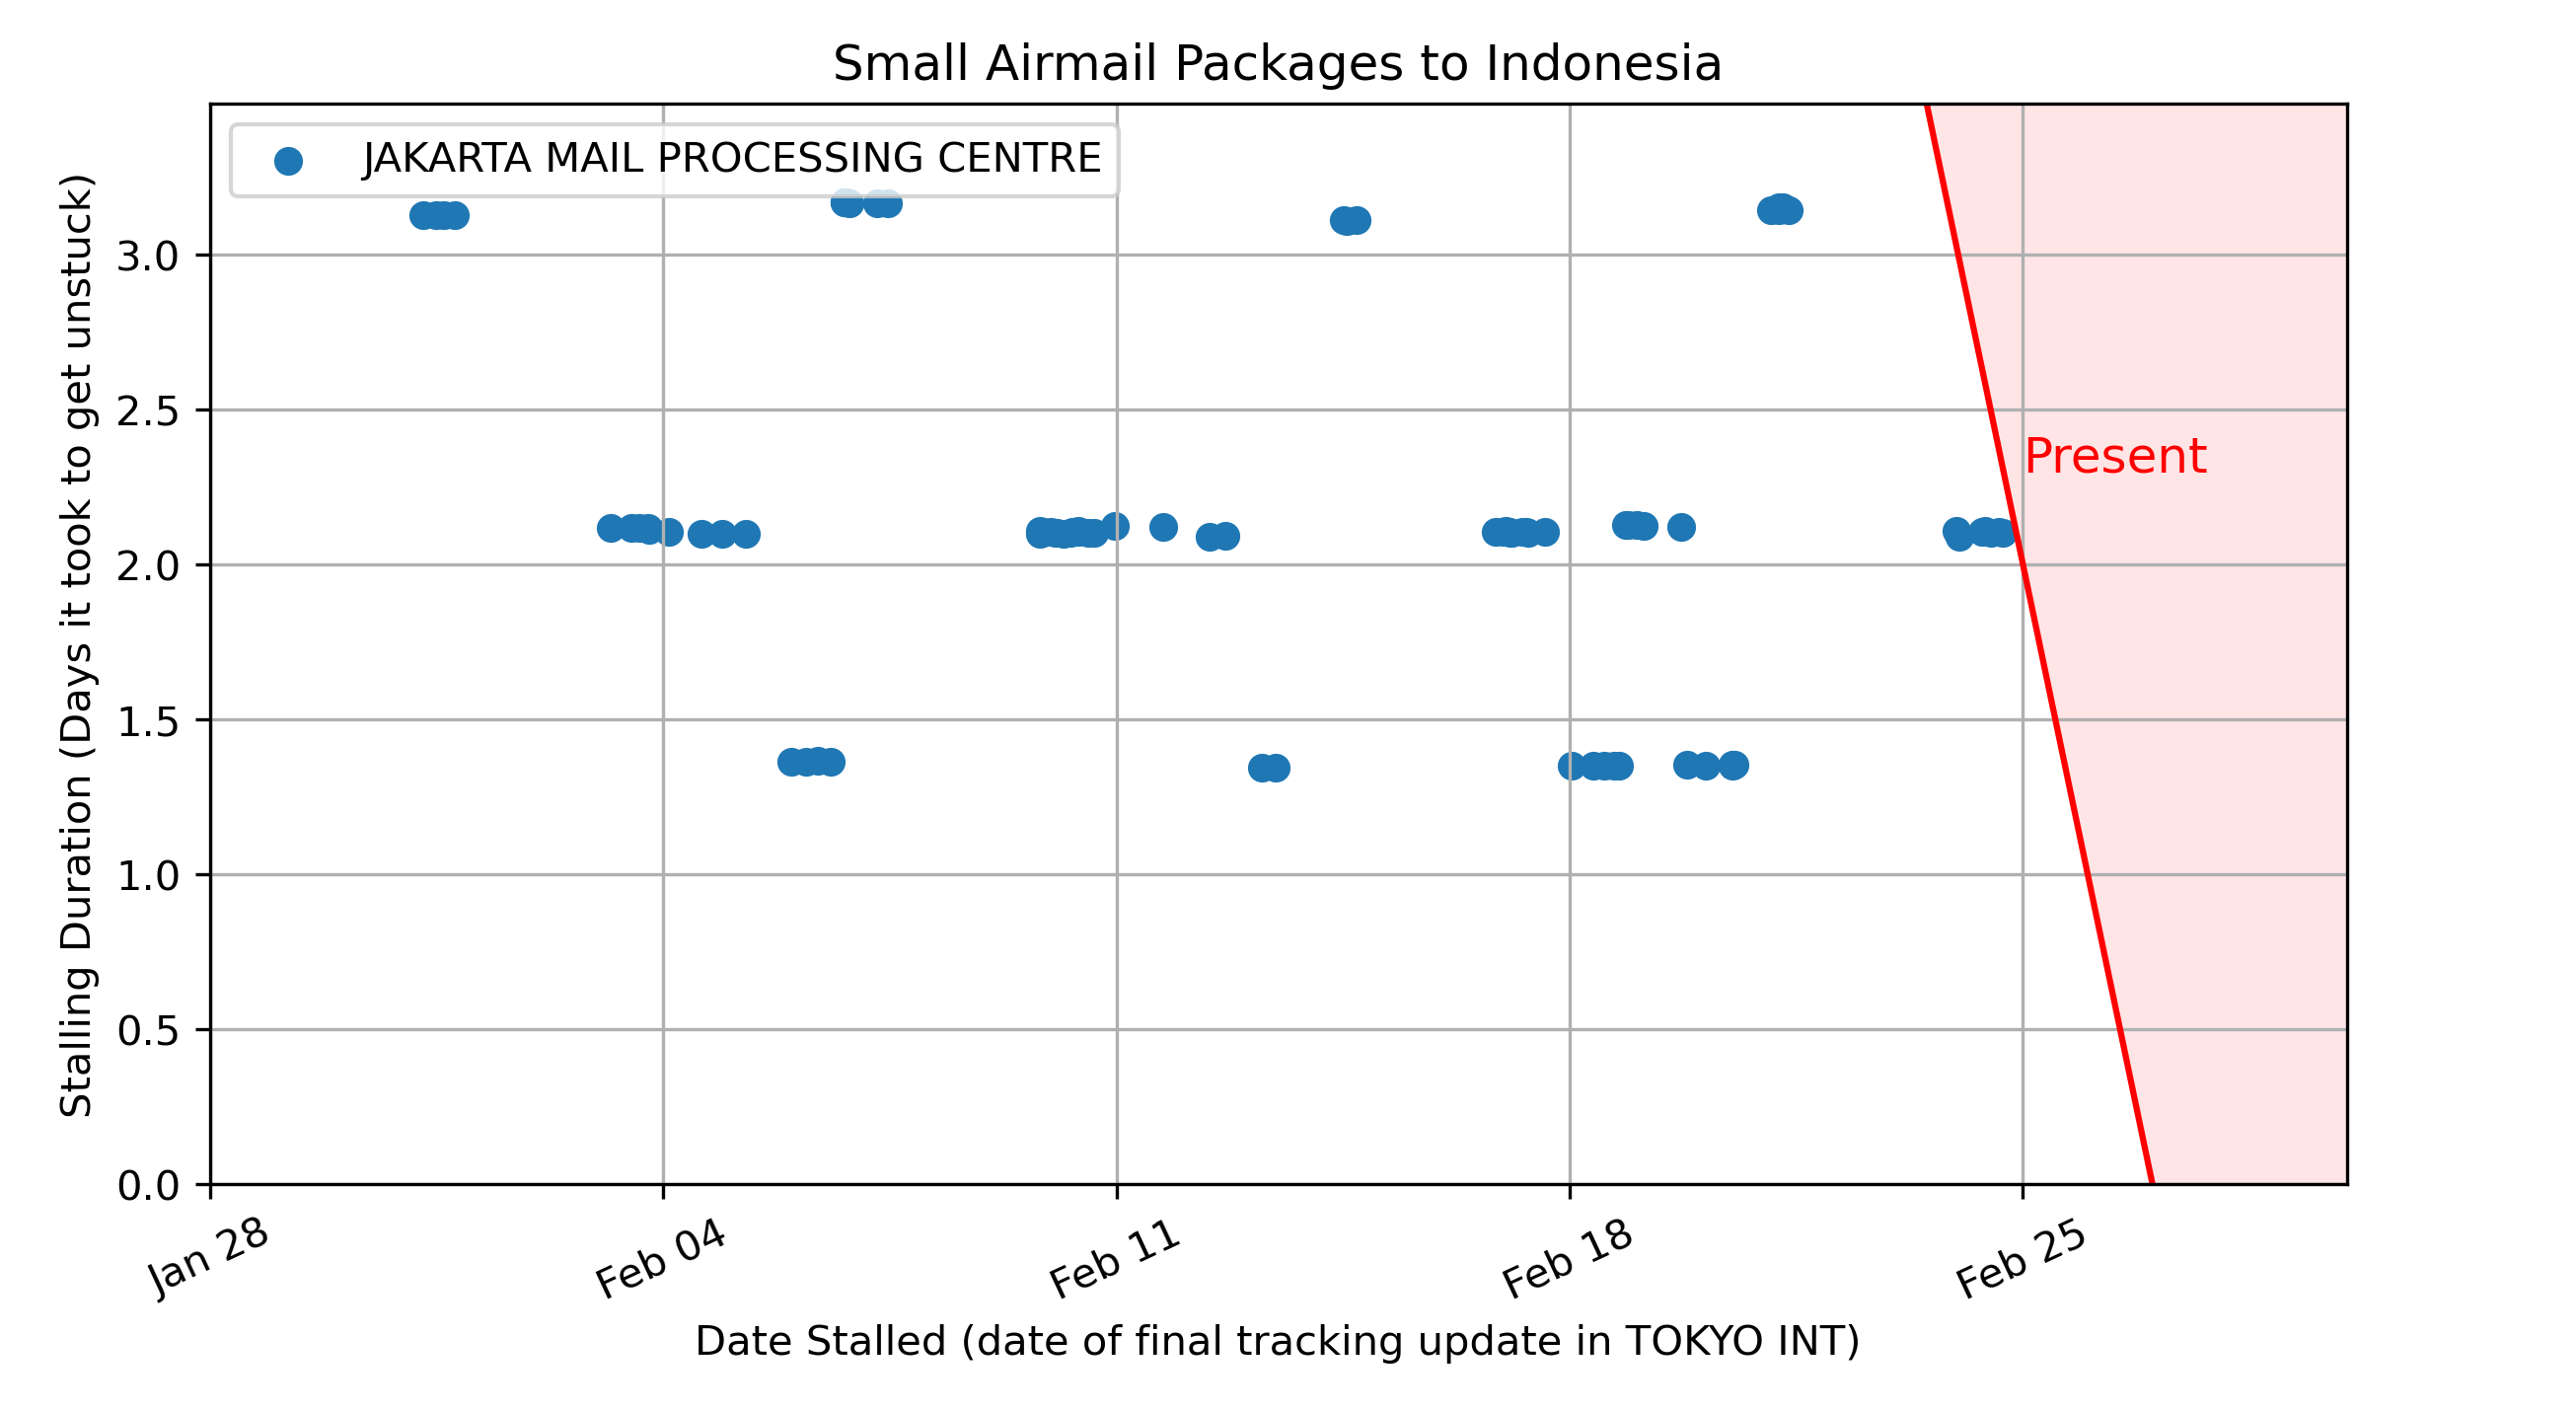 Small Airmail Packages to Indonesia
JAKARTA MAIL PROCESSING CENTRE
Stalling Duration (Days it took to get unstuck)
3.0
2.5
2.0
1.5
1.0
0.5
0.0
Present
Jan 28
Feb 04
Feb 11
Feb 18
Feb 25
Date Stalled (date of final tracking update in TOKYO INT)